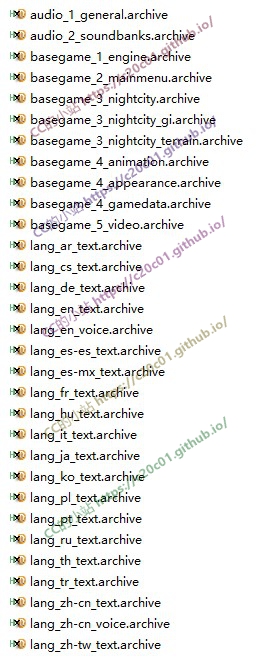 audio_1_general.archive
audio_2_soundbanks.archive
basegame_1_engine.archive
basegame_2_mainmenu.archive
basegame_3_nightcity.archive
basegame_3_nightcity_gi.archive
basegame_3_nightcity_terrain.archive
basegame_4_animation.archive
basegame_4_appearance.archive
basegame_4_gamedata.archive
basegame_5_video.archive
lang_ar_text.archive
lang_cs_text.archive
lang_de_text.archive
lang_en_text.archive
lang_en_voice.archive
lang_es-es_text.archive
lang_es-mx_text.archive
lang_fr_text.archive
lang_hu_text.archive
lang_it_text.archive
lang_ja_text.archive
lang_ko_text.archive
lang_pl_text.archive
lang_pt_text.archive
lang_ru_text.archive
lang_th_text.archive
lang_tr_text.archive
lang_zh-cn_text.archive
lang_zh-cn_voice.archive
lang_zh-tw_text.archive
CC的小站 https://c20c01.github.io/
CC的小站 https://c20c01.github.io/
CC的小站 https://c20c01.github.io/
CC的小站 https://c20c01.github.io/